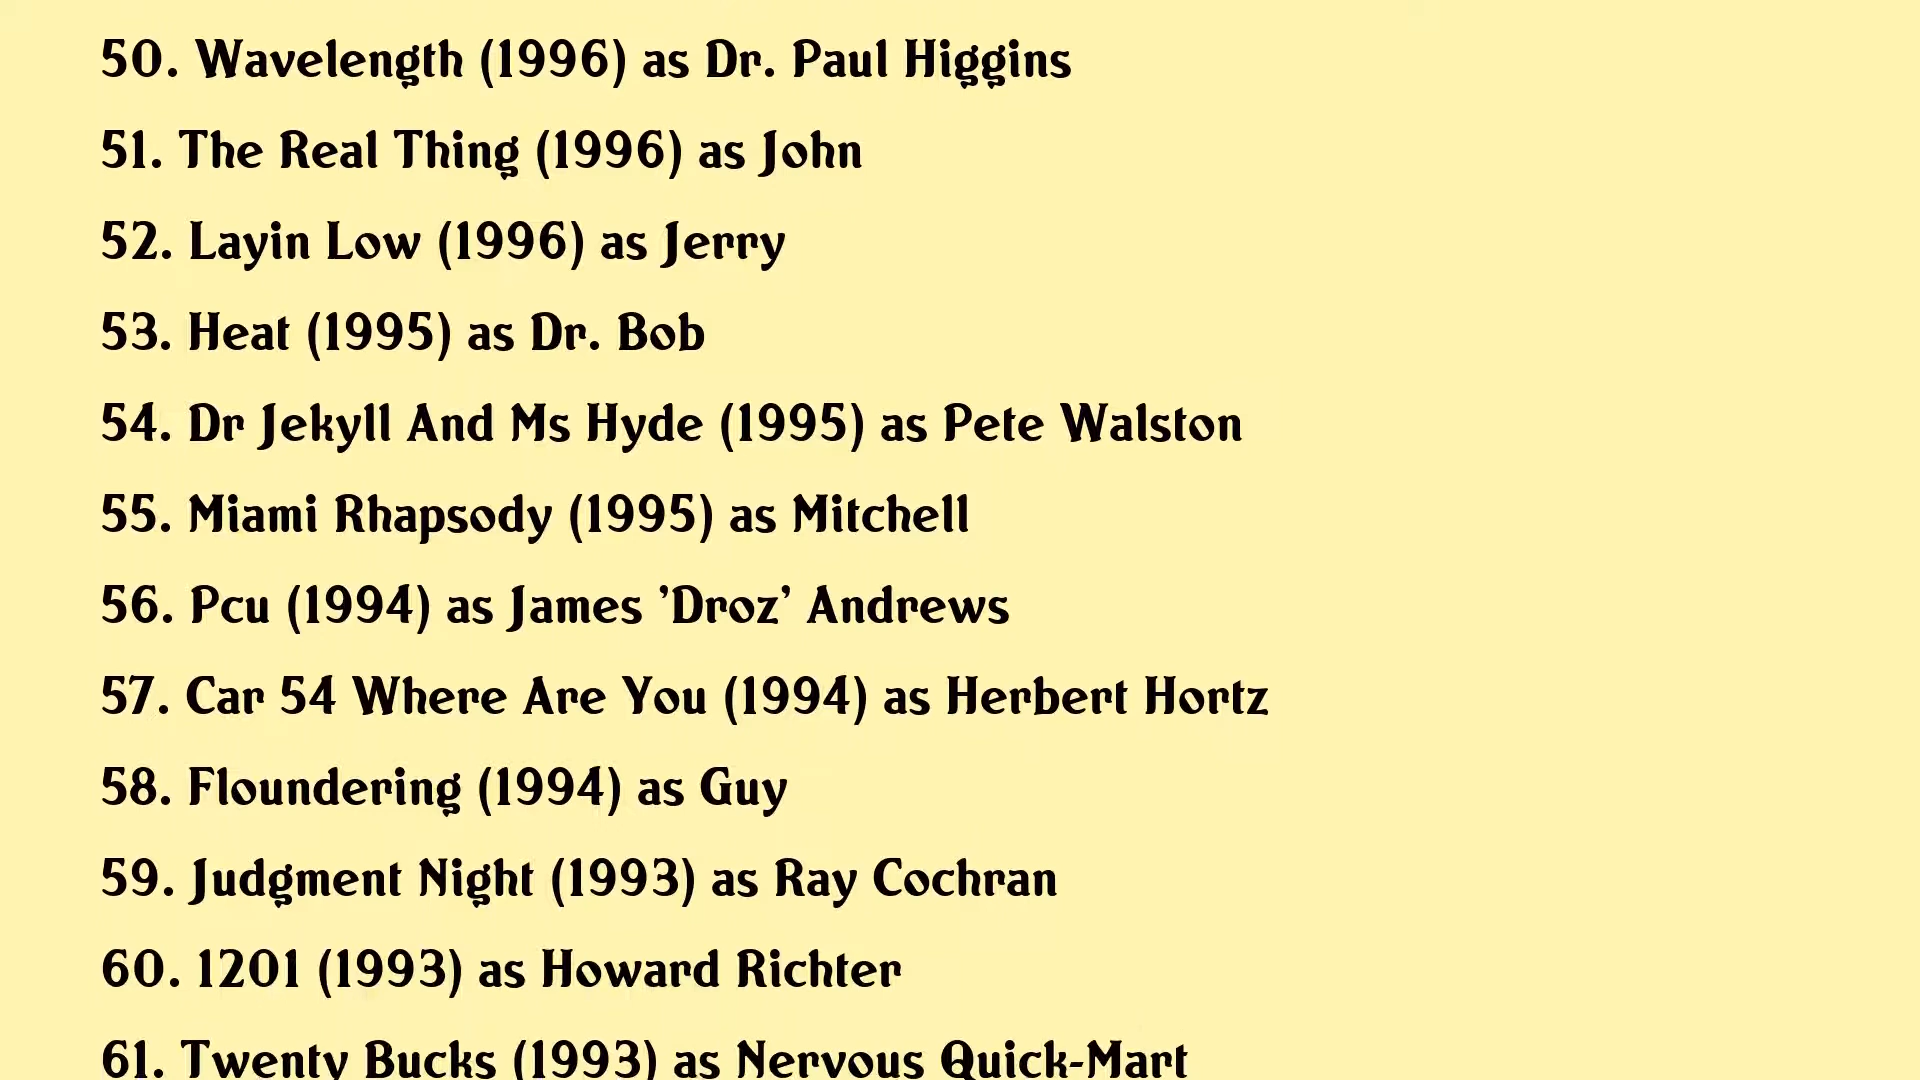 50. Wavelength (1996) as Dr. Paul Higgins
51. The Real Thing (1996) as John
52. Layin Low (1996) as Jerry
53. Heat (1995) as Dr. Bob
54. Dr Jekyll And Ms Hyde (1995) as Pete Walston
55. Miami Rhapsody (1995) as Mitchell
56. Pcu (1994) as James 'Droz' Andrews
57. Car 54 Where Are You (1994) as Herbert Hortz
58. Floundering (1994) as Guy
59. Judgment Night (1993) as Ray Cochran
60. 1201 (1993) as Howard Richter
61. Twenty Bucks (1993) as Nervous Quick-Mart